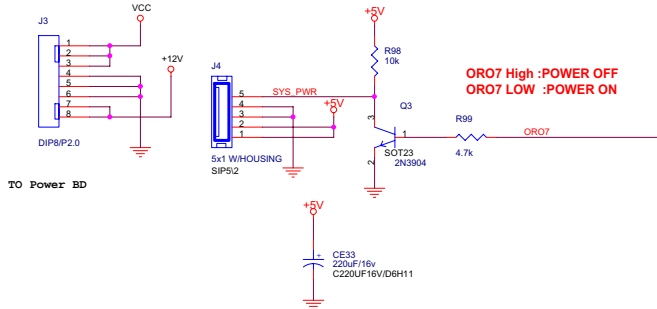 J3
VCC
+12V
1
2
3
4
5
6
7
8
DIP8/P2.0
TO Power BD
J4
5
4
3
2
1
SYS_PWR
+5V
5x1 W/HOUSING
SIP5\2
+5V
R98
10k
Q3
3
1
2
SOT23
2N3904
R99
4.7k
ORO7
ORO7 High :POWER OFF
ORO7 LOW :POWER ON
+5V
+
CE33
220uF/16v
C220UF16V/D6H11